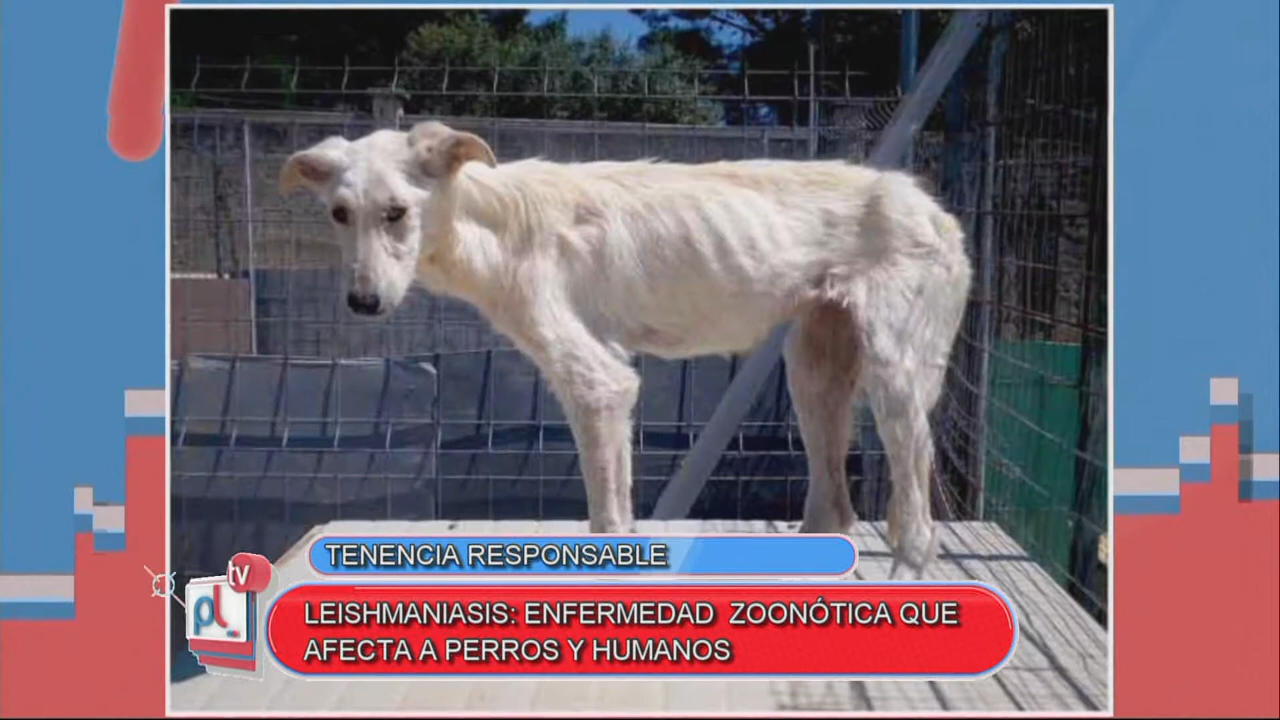 TENENCIA RESPONSABLE
tv
pl
LEISHMANIASIS: ENFERMEDAD ZOONÓTICA QUE
AFECTA A PERROS Y HUMANOS